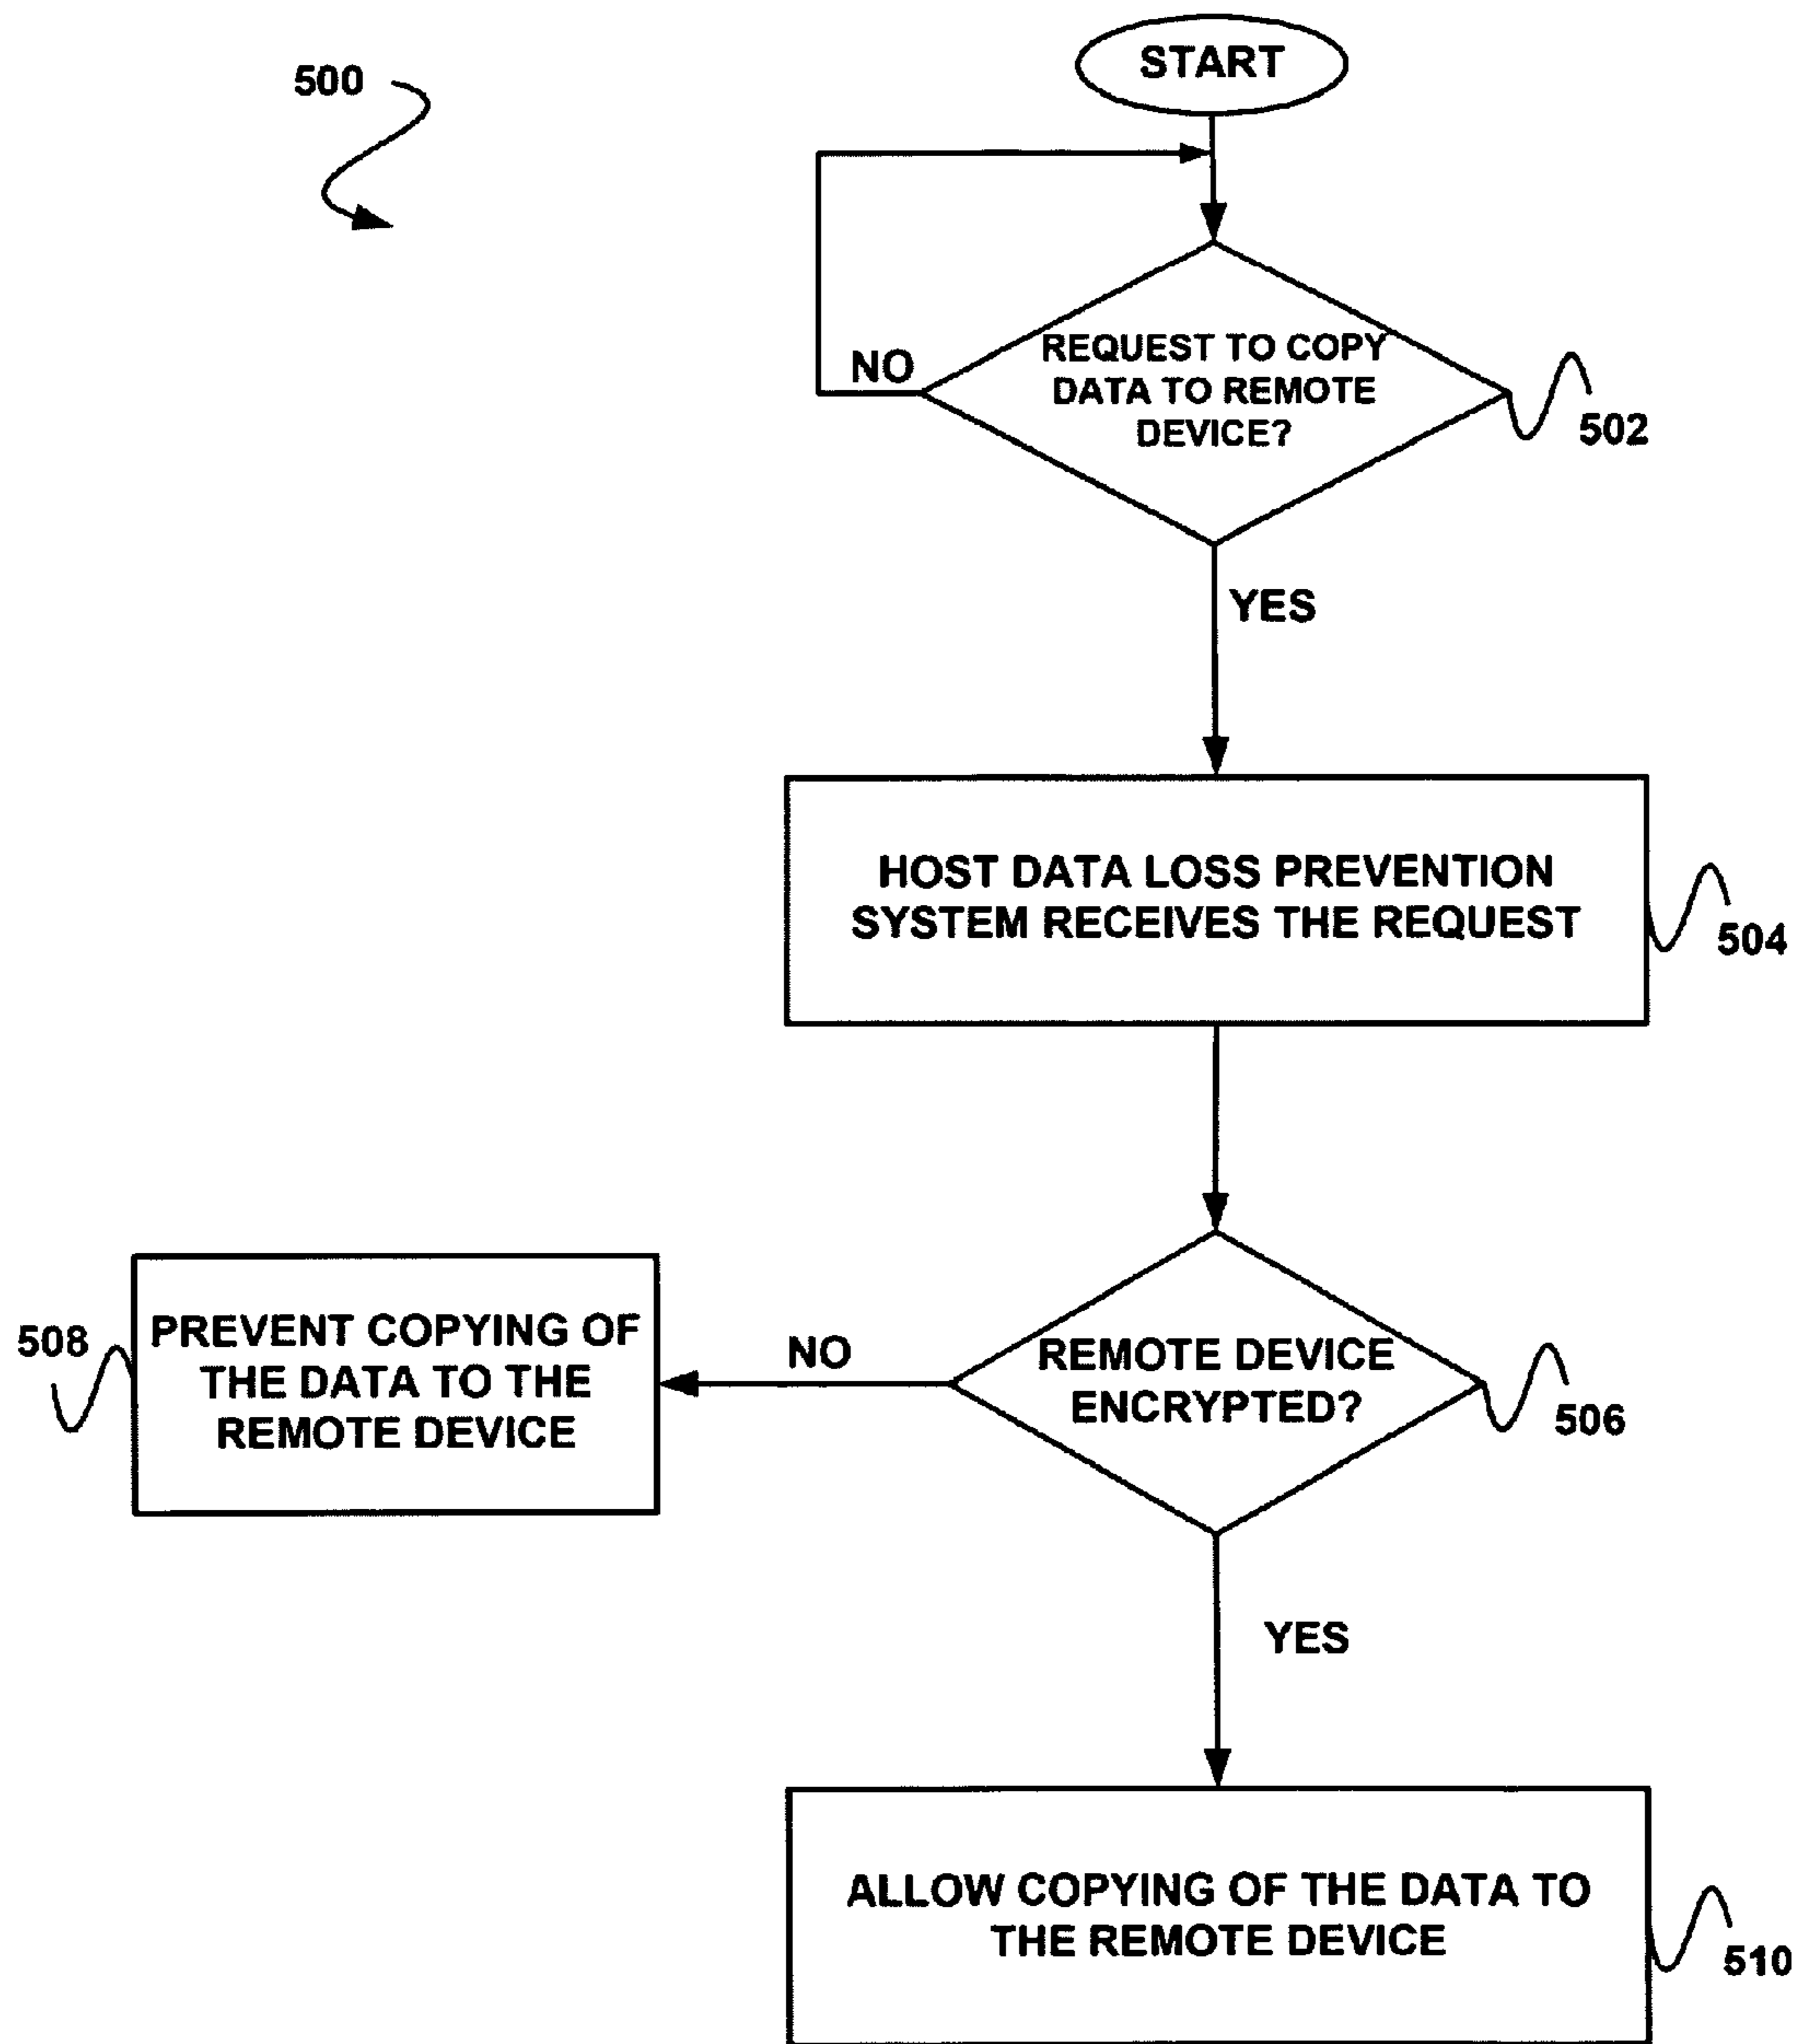 START
500
REQUEST TO COPY
DATA TO REMOTE
DEVICE?
NO
502
YES
HOST DATA LOSS PREVENTION
SYSTEM RECEIVES THE REQUEST
504
508
PREVENT COPYING OF
THE DATA TO THE
REMOTE DEVICE
NO
REMOTE DEVICE
ENCRYPTED?
506
YES
ALLOW COPYING OF THE DATA TO
THE REMOTE DEVICE
510